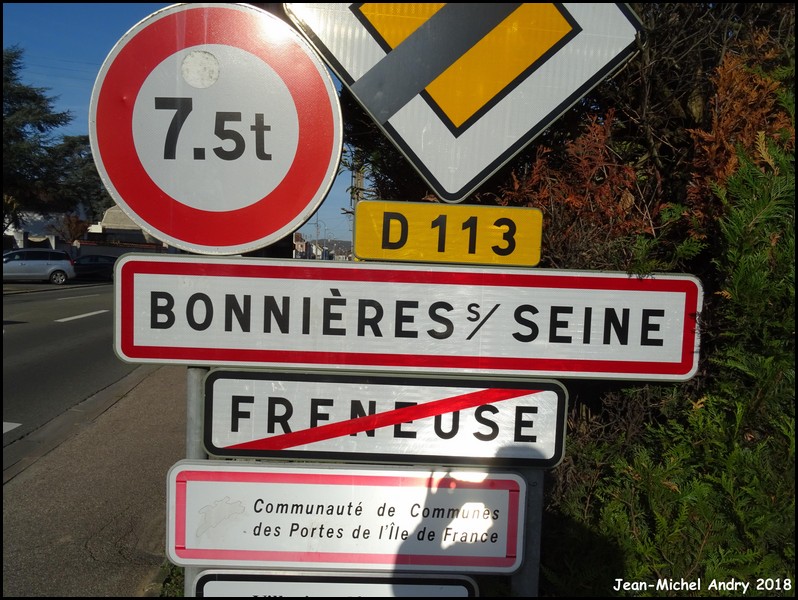 7.5t
D 113
BONNIÈRES s/ SEINE
FRENEUSE
Communauté de Communes
des Portes de l'Île de France
Jean-Michel Andry 2018